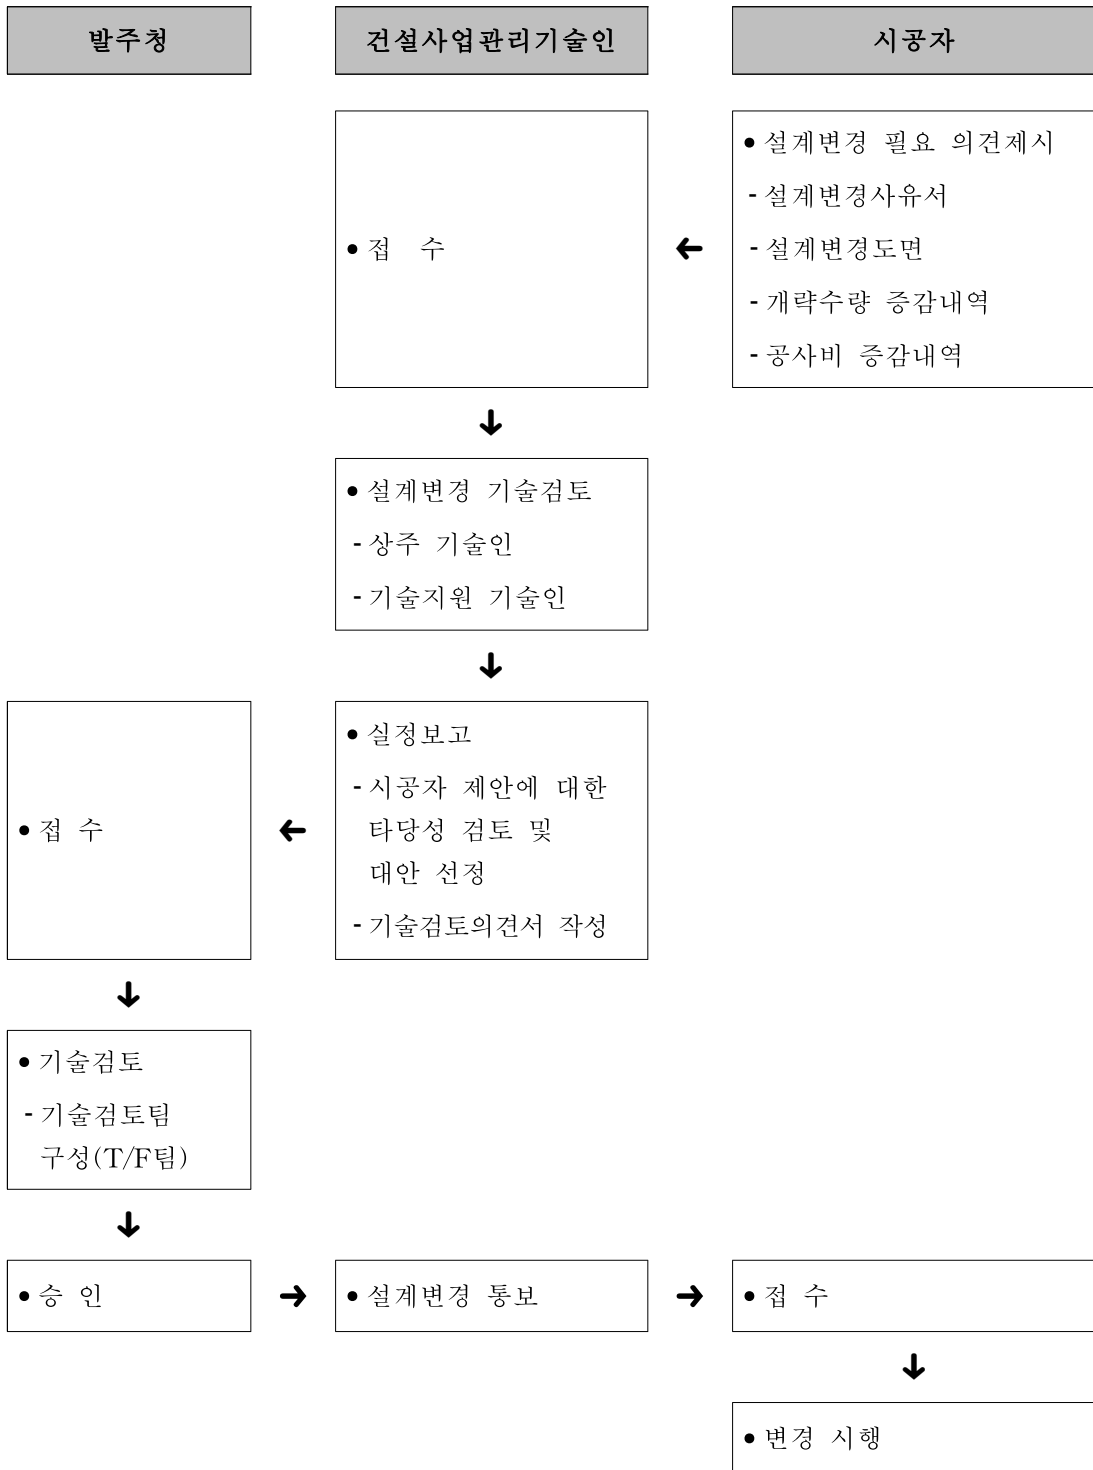 발주청
건설사업관리기술인
시공자
● 설계변경 필요 의견제시
- 설계변경사유서
- 설계변경도면
- 개략수량 증감내역
- 공사비 증감내역
● 접 수
● 설계변경 기술검토
- 상주 기술인
- 기술지원 기술인
● 실정보고
- 시공자 제안에 대한
타당성 검토 및
대안 선정
- 기술검토의견서 작성
● 접 수
● 기술검토
- 기술검토팀
구성(T/F팀)
● 승 인
● 설계변경 통보
● 접 수
● 변경 시행